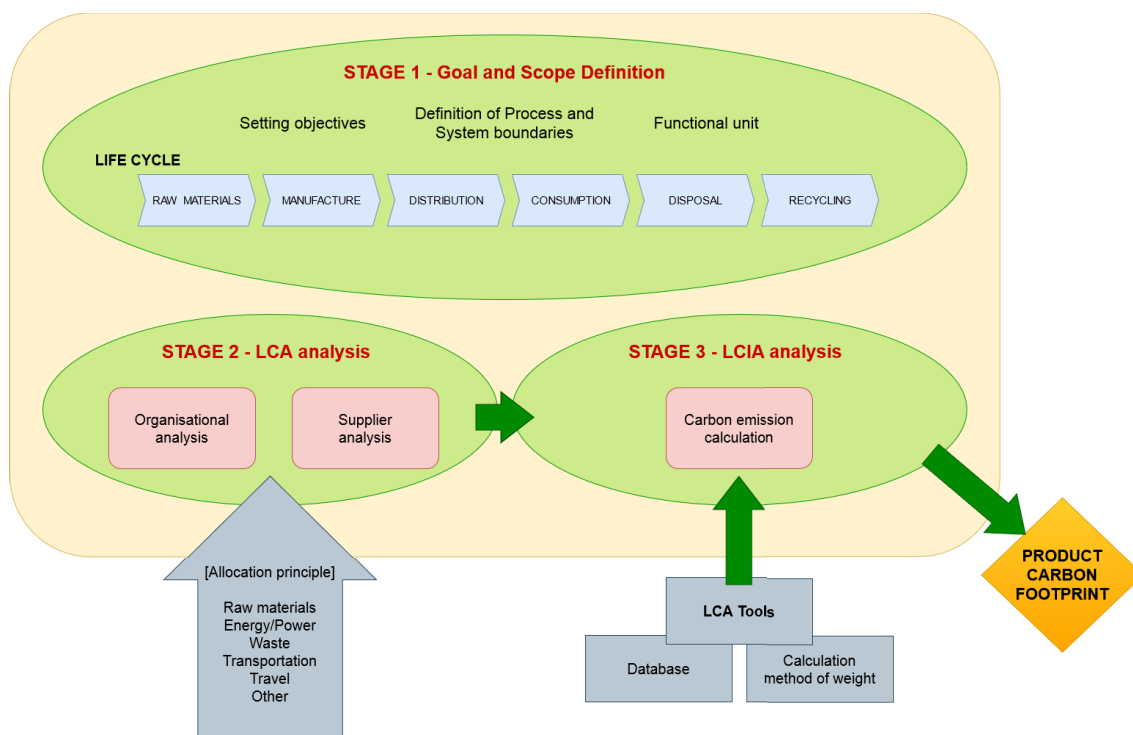 STAGE 1 - Goal and Scope Definition
Setting objectives
Definition of Process and
System boundaries
Functional unit
LIFE CYCLE
RAW MATERIALS
MANUFACTURE
DISTRIBUTION
CONSUMPTION
DISPOSAL
RECYCLING
STAGE 2 - LCA analysis
Organisational
analysis
Supplier
analysis
STAGE 3 - LCIA analysis
Carbon emission
calculation
[Allocation principle]
Raw materials
Energy/Power
Waste
Transportation
Travel
Other
LCA Tools
Database
Calculation
method of weight
PRODUCT
CARBON
FOOTPRINT